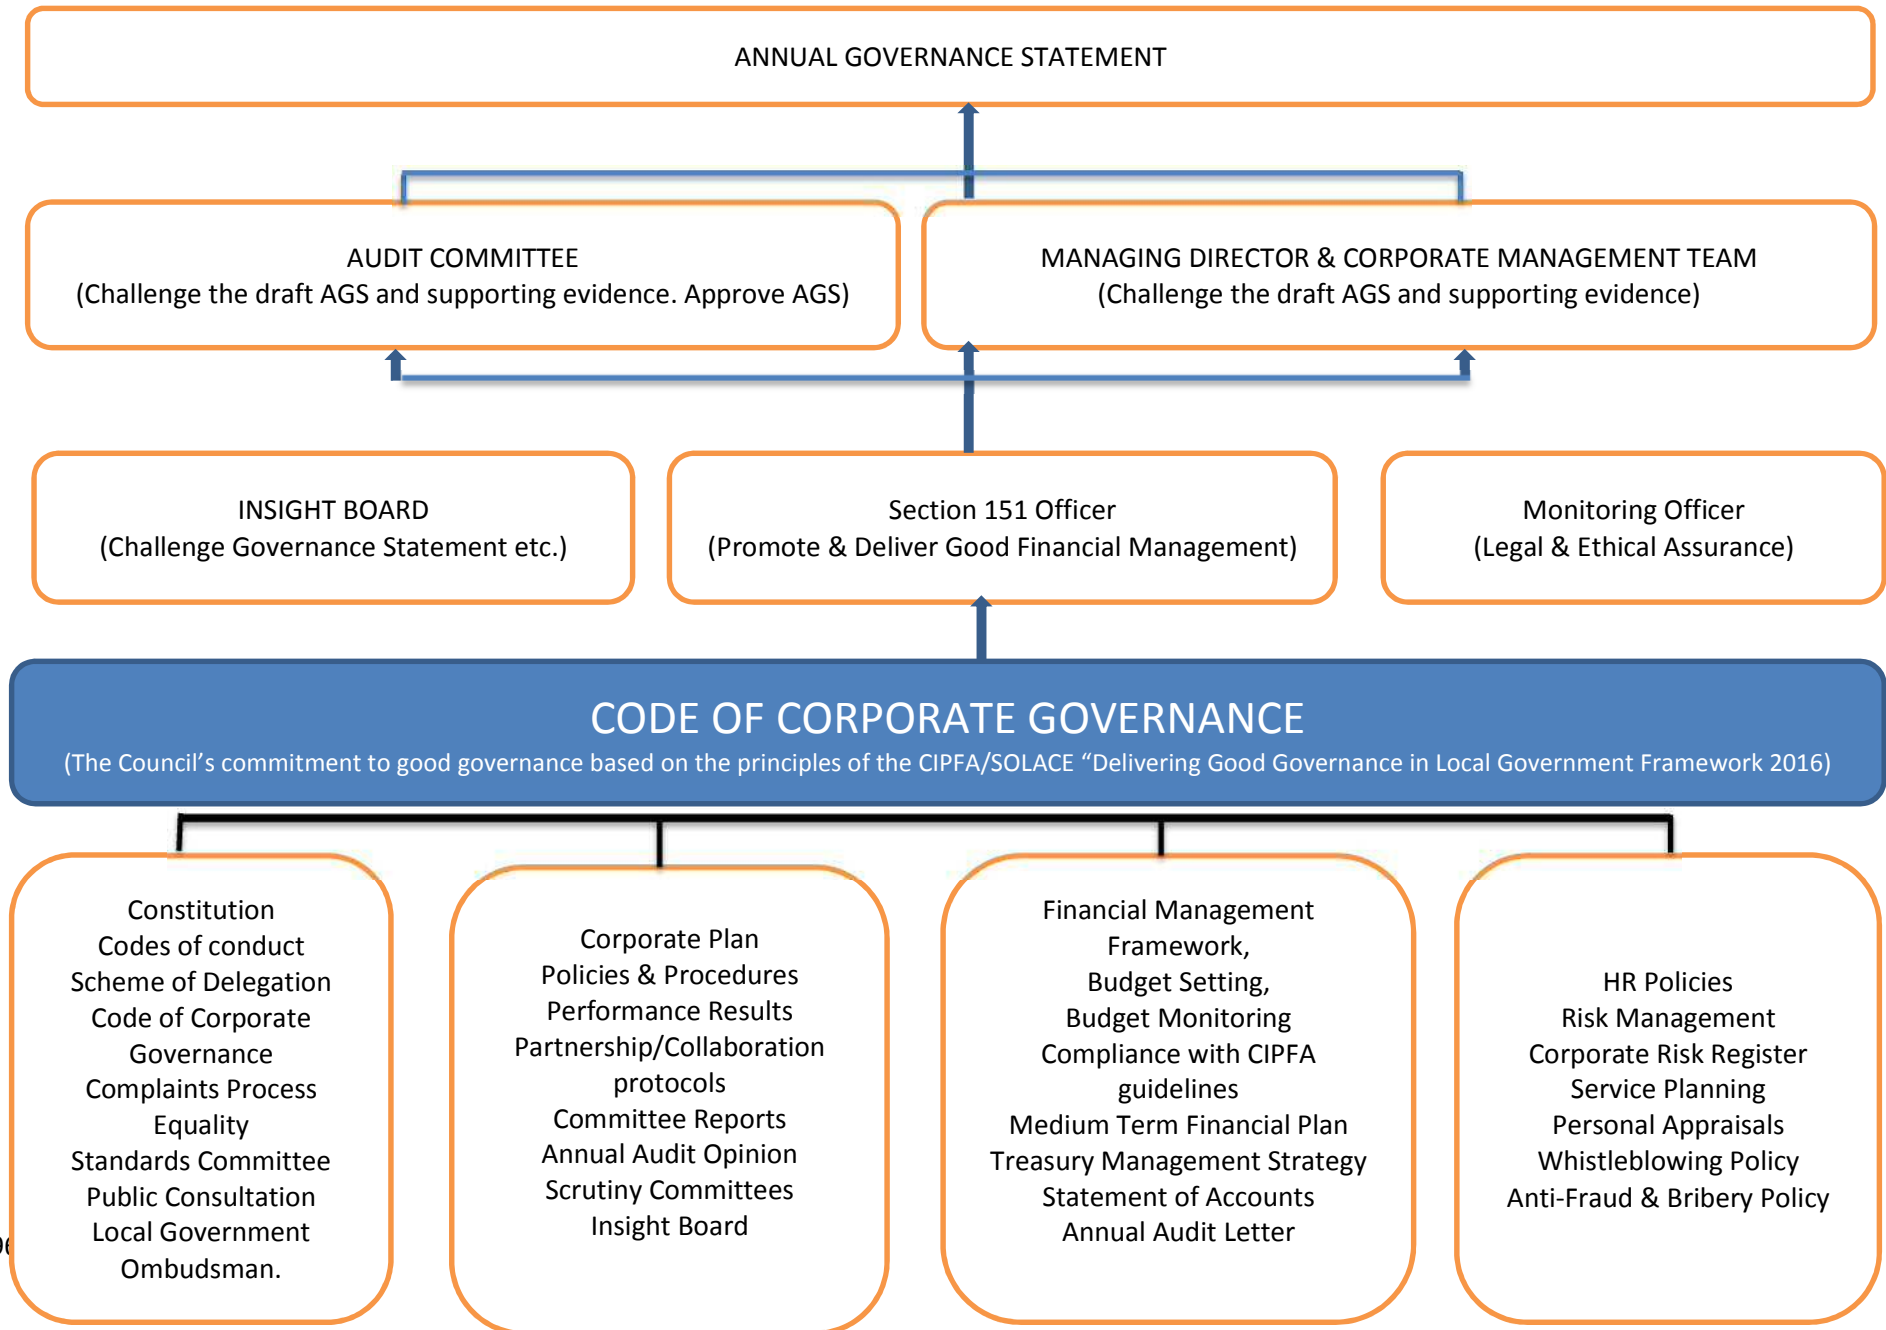 ANNUAL GOVERNANCE STATEMENT
AUDIT COMMITTEE
(Challenge the draft AGS and supporting evidence. Approve AGS)
MANAGING DIRECTOR & CORPORATE MANAGEMENT TEAM
(Challenge the draft AGS and supporting evidence)
INSIGHT BOARD
(Challenge Governance Statement etc.)
Section 151 Officer
(Promote & Deliver Good Financial Management)
Monitoring Officer
(Legal & Ethical Assurance)
CODE OF CORPORATE GOVERNANCE
(The Council’s commitment to good governance based on the principles of the CIPFA/SOLACE “Delivering Good Governance in Local Government Framework 2016)
Constitution
Codes of conduct
Scheme of Delegation
Code of Corporate
Governance
Complaints Process
Equality
Standards Committee
Public Consultation
Local Government
Ombudsman.
Corporate Plan
Policies & Procedures
Performance Results
Partnership/Collaboration
protocols
Committee Reports
Annual Audit Opinion
Scrutiny Committees
Insight Board
Financial Management
Framework,
Budget Setting,
Budget Monitoring
Compliance with CIPFA
guidelines
Medium Term Financial Plan
Treasury Management Strategy
Statement of Accounts
Annual Audit Letter
HR Policies
Risk Management
Corporate Risk Register
Service Planning
Personal Appraisals
Whistleblowing Policy
Anti-Fraud & Bribery Policy